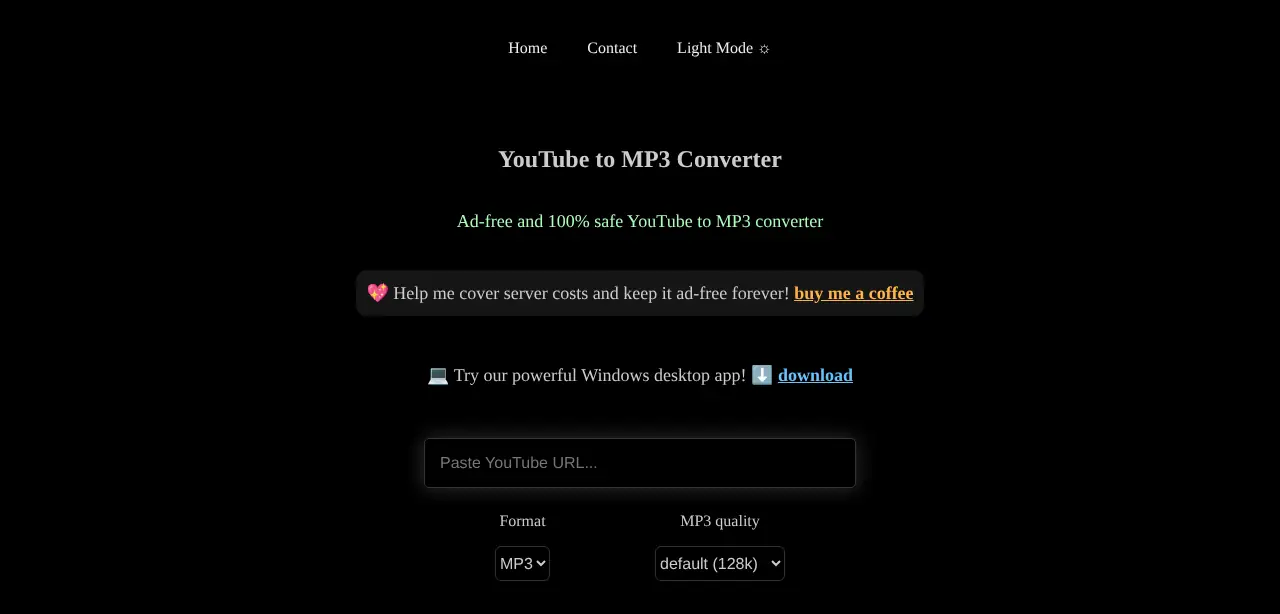 Home Contact Light Mode ☼
YouTube to MP3 Converter
Ad-free and 100% safe YouTube to MP3 converter
💖 Help me cover server costs and keep it ad-free forever! buy me a coffee
💻 Try our powerful Windows desktop app! ⬇️ download
Paste YouTube URL...
Format MP3 quality
MP3 default (128k)